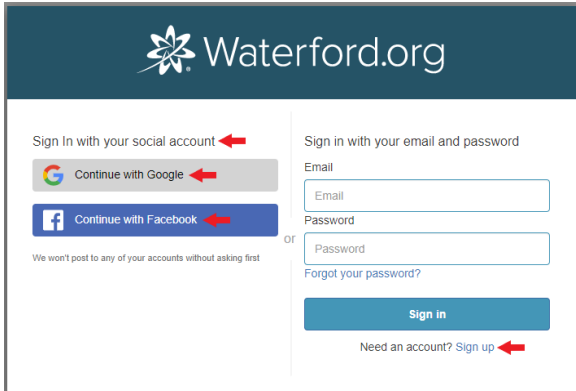 Waterford.org
Sign In with your social account
Continue with Google
Continue with Facebook
We won't post to any of your accounts without asking first
or
Sign in with your email and password
Email
Email
Password
Password
Forgot your password?
Sign in
Need an account? Sign up